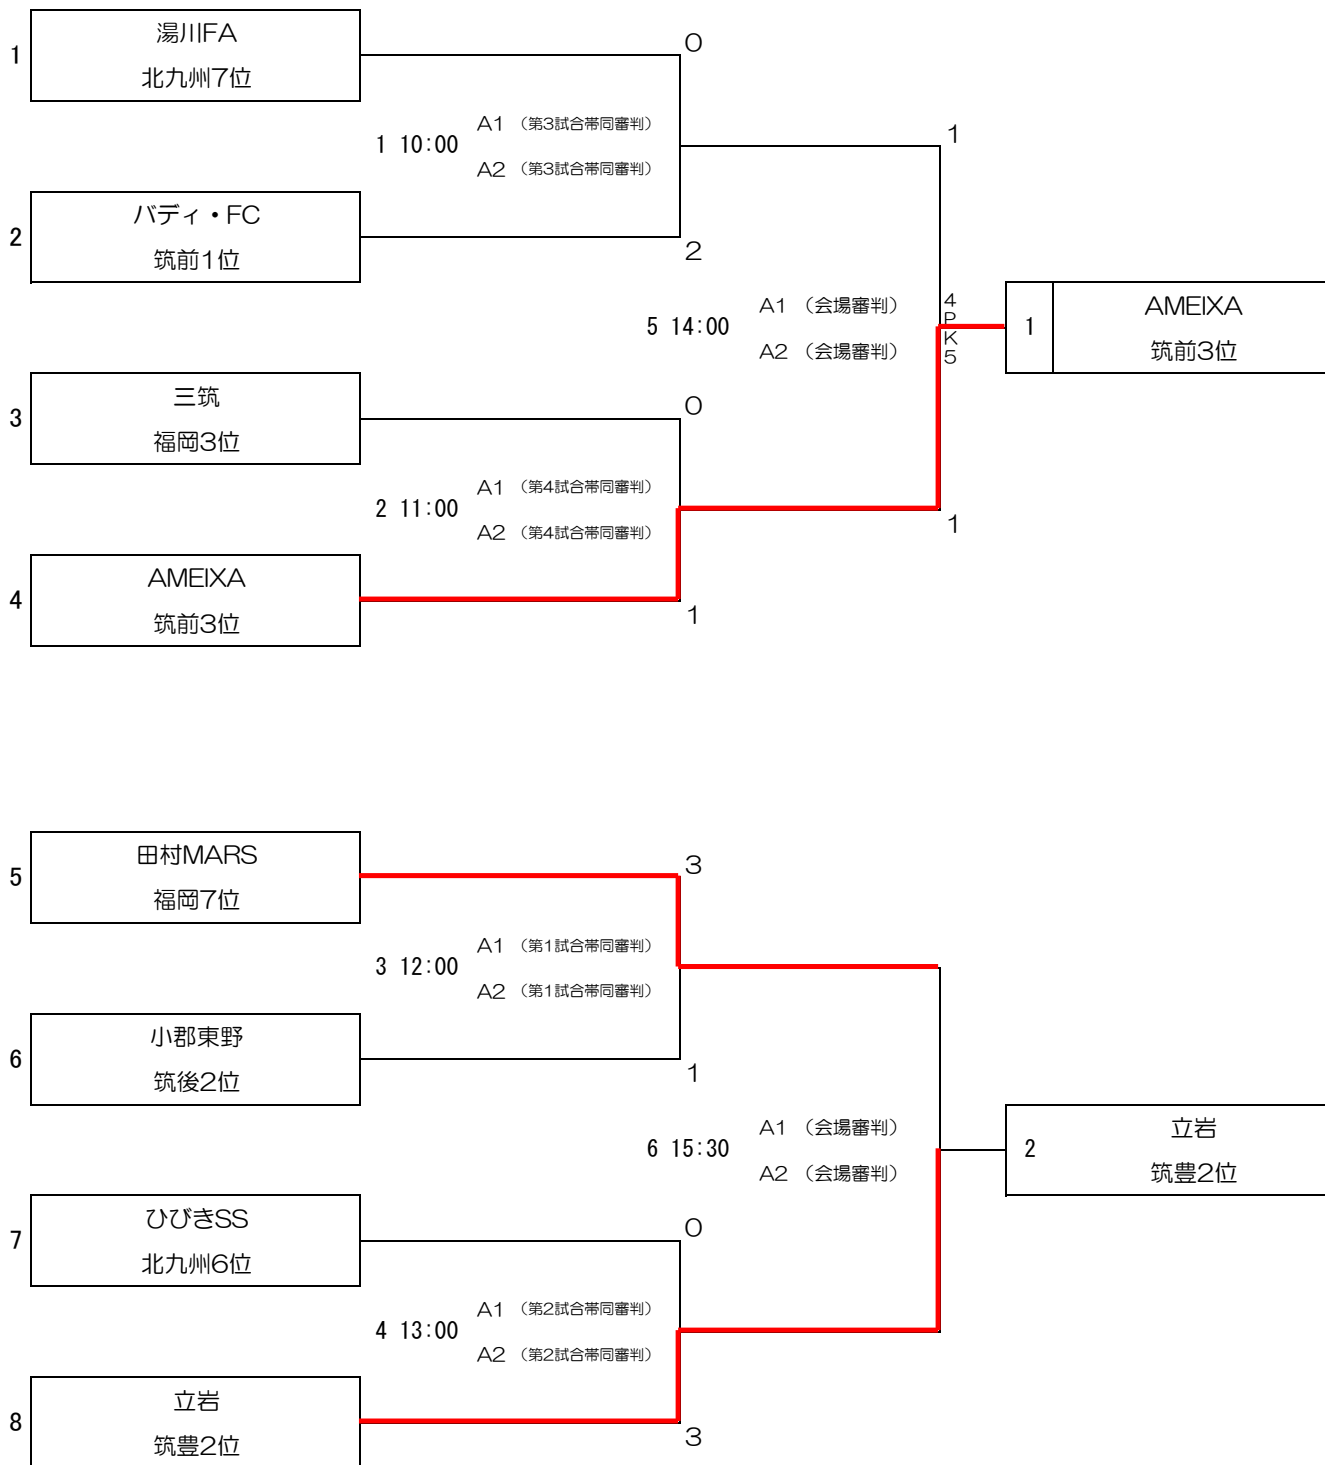 湯川FA
1
北九州7位
0
A1 (第3試合帯同審判)
1 10:00
A2 (第3試合帯同審判)
1
バディ・FC
2
筑前1位
2
A1 (会場審判)
5 14:00
A2 (会場審判)
4PK5
1
AMEIXA
筑前3位
三筑
3
福岡3位
0
A1 (第4試合帯同審判)
2 11:00
A2 (第4試合帯同審判)
1
AMEIXA
4
筑前3位
1
田村MARS
5
福岡7位
3
A1 (第1試合帯同審判)
3 12:00
A2 (第1試合帯同審判)
小郡東野
6
筑後2位
1
A1 (会場審判)
6 15:30
A2 (会場審判)
2
立岩
筑豊2位
ひびきSS
7
北九州6位
0
A1 (第2試合帯同審判)
4 13:00
A2 (第2試合帯同審判)
立岩
8
筑豊2位
3